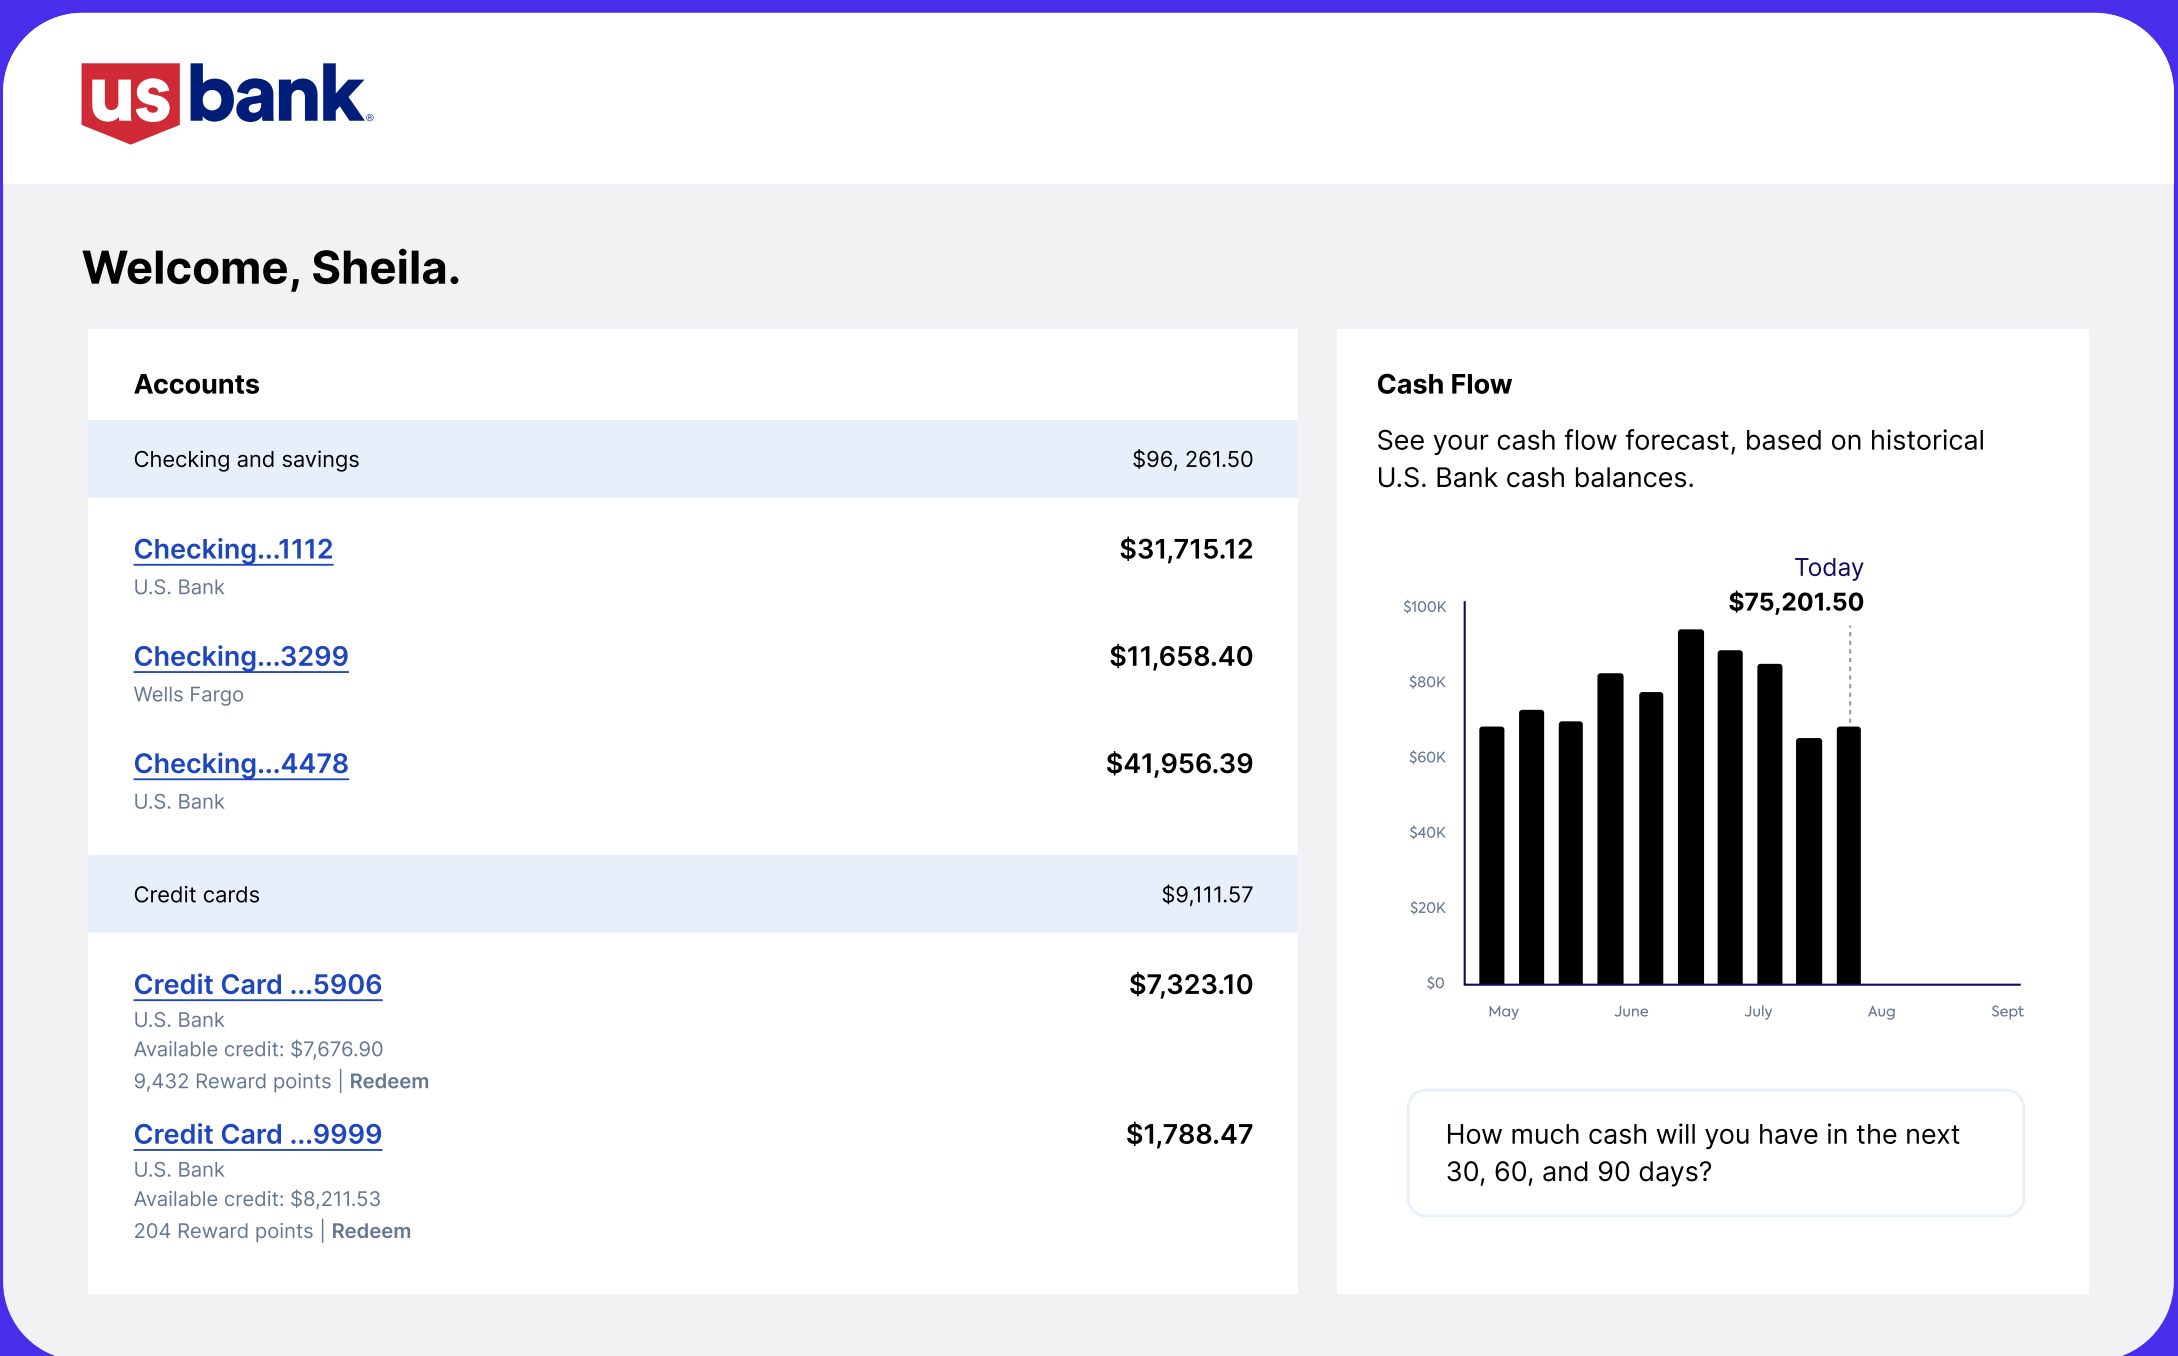 us bank®
Welcome, Sheila.
Accounts
Checking and savings $96, 261.50
Checking...1112 $31,715.12
U.S. Bank
Checking...3299 $11,658.40
Wells Fargo
Checking...4478 $41,956.39
U.S. Bank
Credit cards $9,111.57
Credit Card ...5906 $7,323.10
U.S. Bank
Available credit: $7,676.90
9,432 Reward points | Redeem
Credit Card ...9999 $1,788.47
U.S. Bank
Available credit: $8,211.53
204 Reward points | Redeem
Cash Flow
See your cash flow forecast, based on historical
U.S. Bank cash balances.
Today
$75,201.50
$100K
$80K
$60K
$40K
$20K
$0
May June July Aug Sept
How much cash will you have in the next
30, 60, and 90 days?